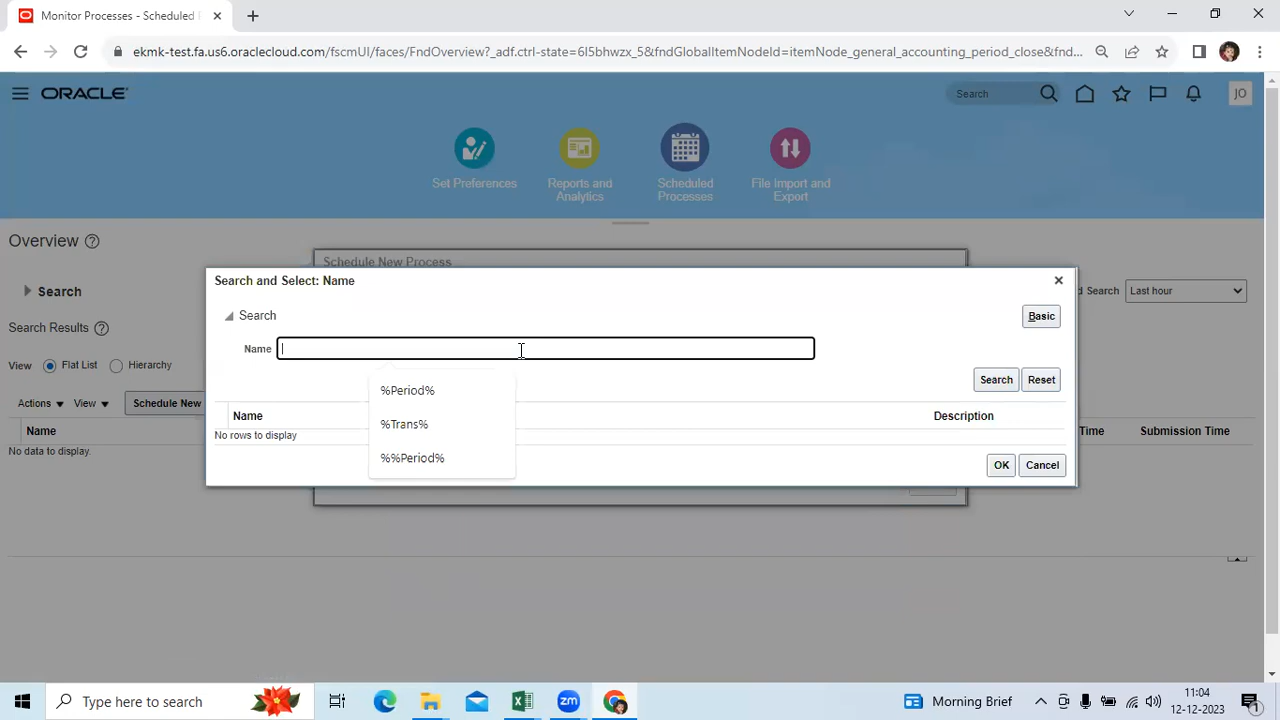 Monitor Processes - Scheduled
ekmk-test.fa.us6.oraclecloud.com/fscmUI/faces/FndOverview?_adf.ctrl-state=6l5bhwzx_5&fndGlobalItemNodeId=itemNode_general_accounting_period_close&fnd...
ORACLE
Search
JO
Set Preferences
Reports and Analytics
Scheduled Processes
File Import and Export
Overview
Schedule New Process
Search and Select: Name
Search
Search
Basic
Search
Last hour
Search Results
Name
View
Flat List
Hierarchy
%Period%
Search
Reset
Actions
View
Schedule New
Name
Description
%Trans%
Name
No rows to display
Time
Submission Time
No data to display.
%%Period%
OK
Cancel
Type here to search
Morning Brief
11:04
12-12-2023
1